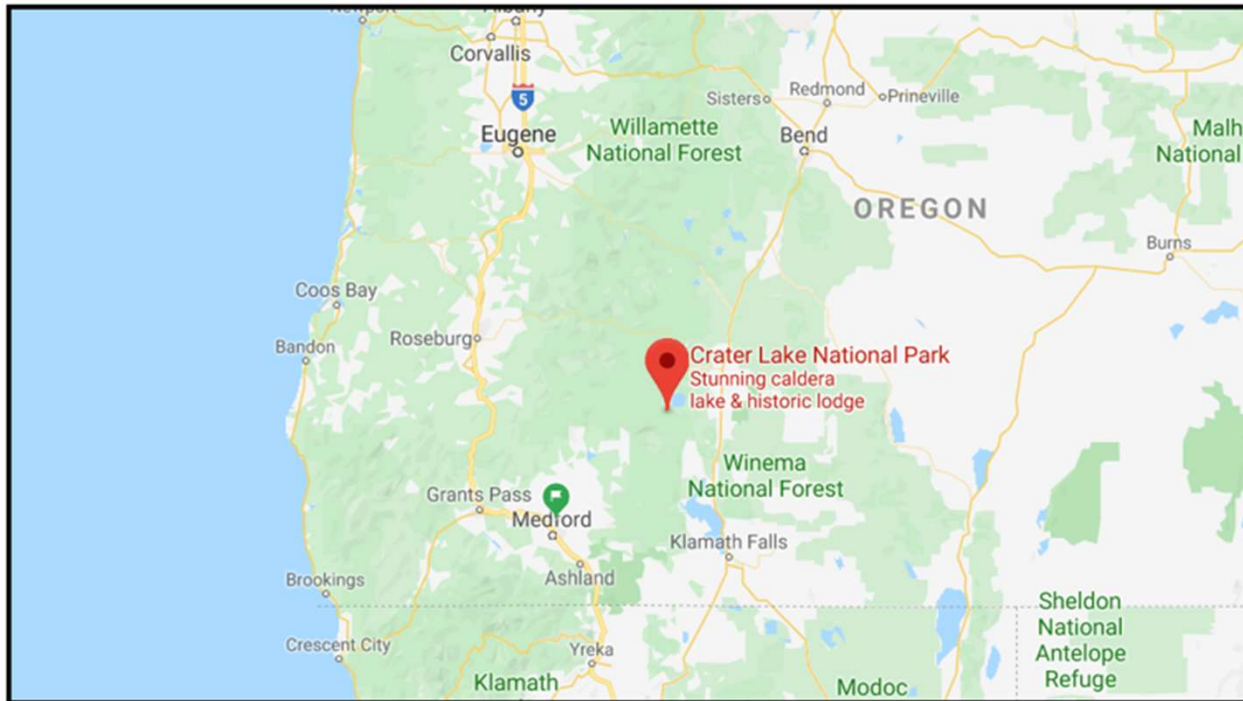 Albany
Corvallis
5
Eugene
Sisters
Redmond
Prineville
Bend
Willamette
National Forest
Malh
National
OREGON
Burns
Coos Bay
Roseburg
Bandon
Crater Lake National Park
Stunning caldera
lake & historic lodge
Winema
National Forest
Grants Pass
Medford
Klamath Falls
Ashland
Brookings
Crescent City
Yreka
Klamath
Sheldon
National
Antelope
Refuge
Modoc